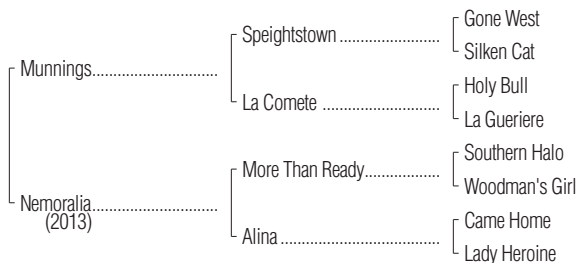 Gone West
Speightstown
Silken Cat
Munnings
Holy Bull
La Comete
La Gueriere
Southern Halo
More Than Ready
Woodman's Girl
Nemoralia
(2013)
Came Home
Alina
Lady Heroine